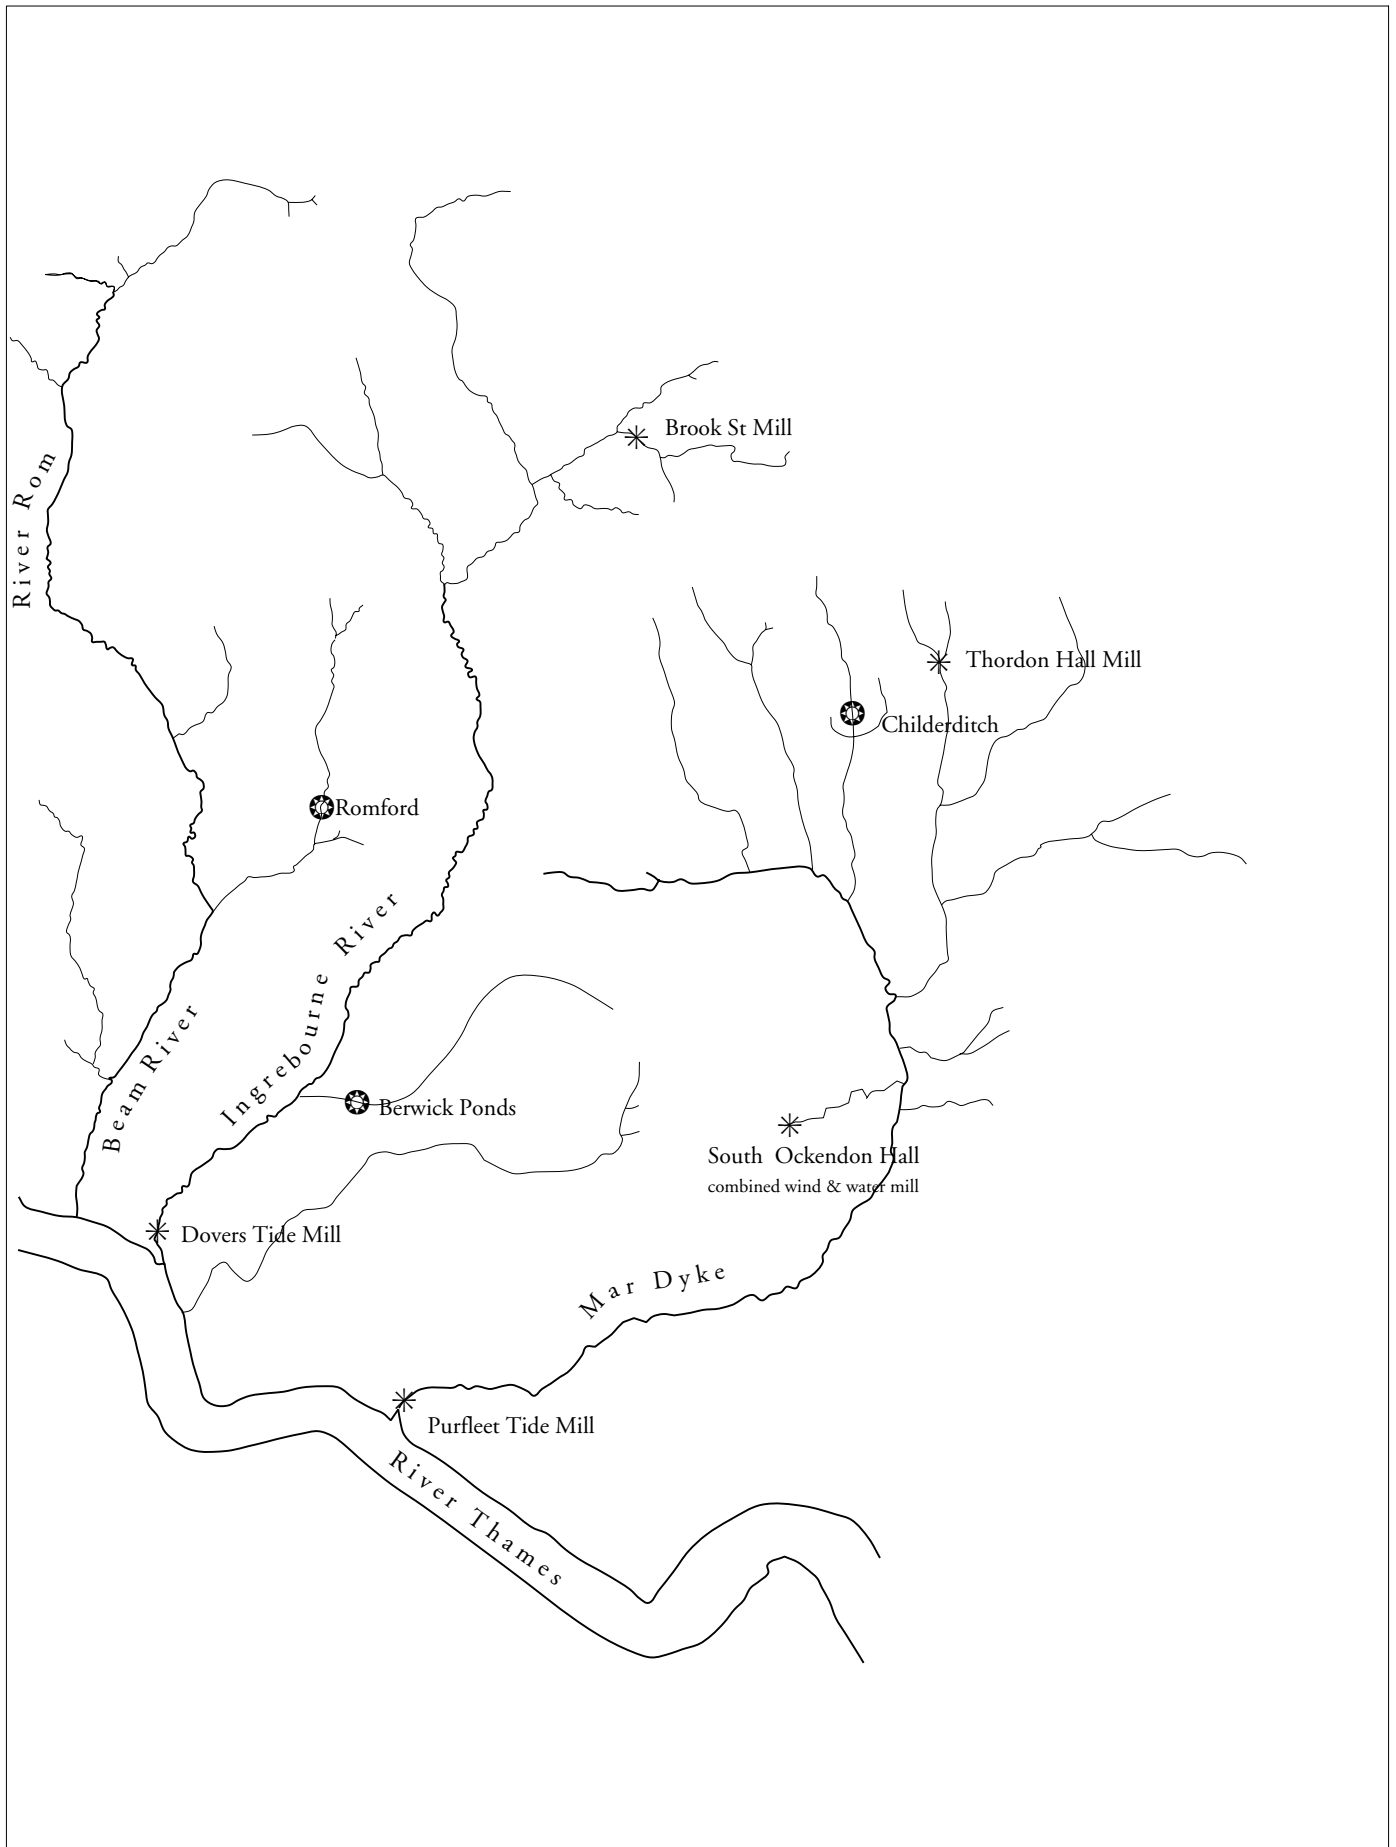 Brook St Mill
River Rom
Thordon Hall Mill
Childerditch
Romford
Ingrebourne River
Beam River
Berwick Ponds
South Ockendon Hall
combined wind & water mill
Dovers Tide Mill
Mar Dyke
Purfleet Tide Mill
River Thames